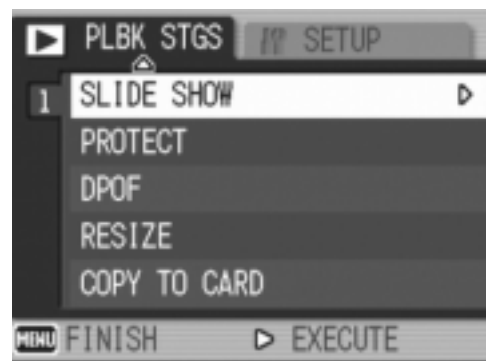 PLBK STGS SETUP
1 SLIDE SHOW
PROTECT
DPOF
RESIZE
COPY TO CARD
MENU FINISH EXECUTE